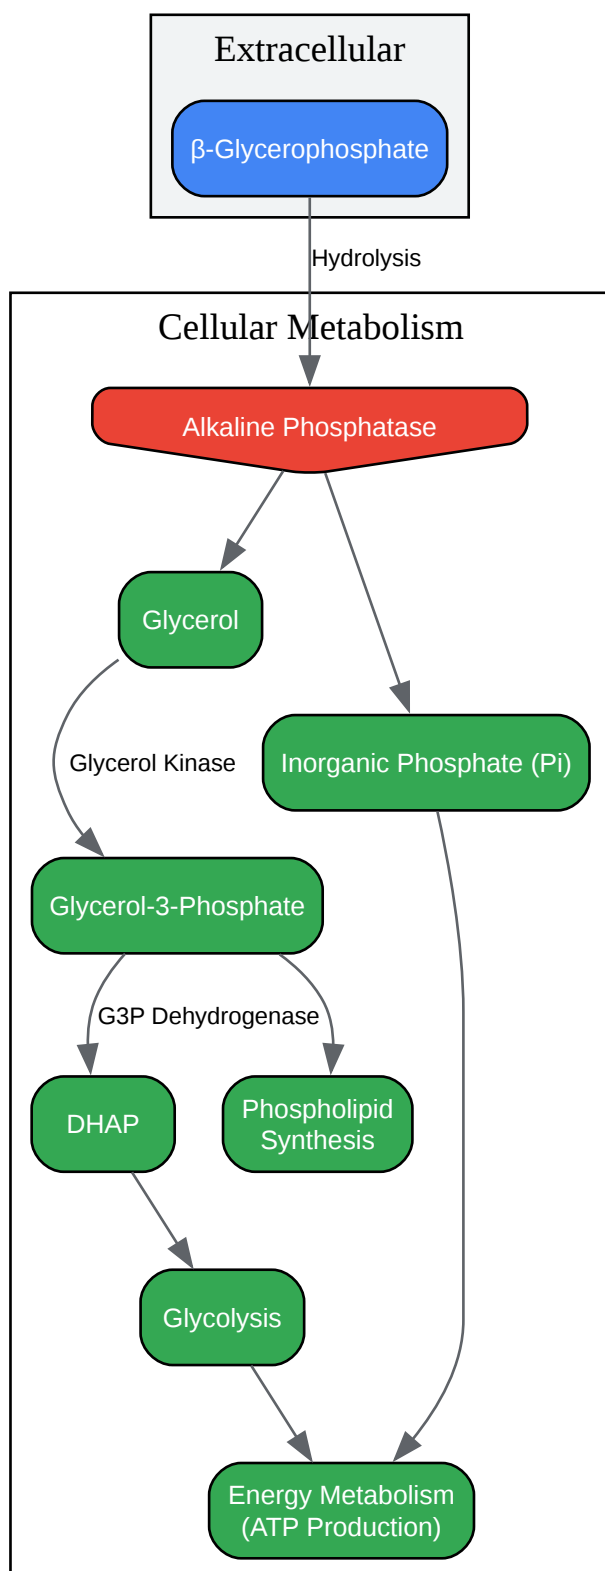 Extracellular
β-Glycerophosphate
Hydrolysis
Cellular Metabolism
Alkaline Phosphatase
Glycerol
Glycerol Kinase
Inorganic Phosphate (Pi)
Glycerol-3-Phosphate
G3P Dehydrogenase
DHAP
Phospholipid
Synthesis
Glycolysis
Energy Metabolism
(ATP Production)